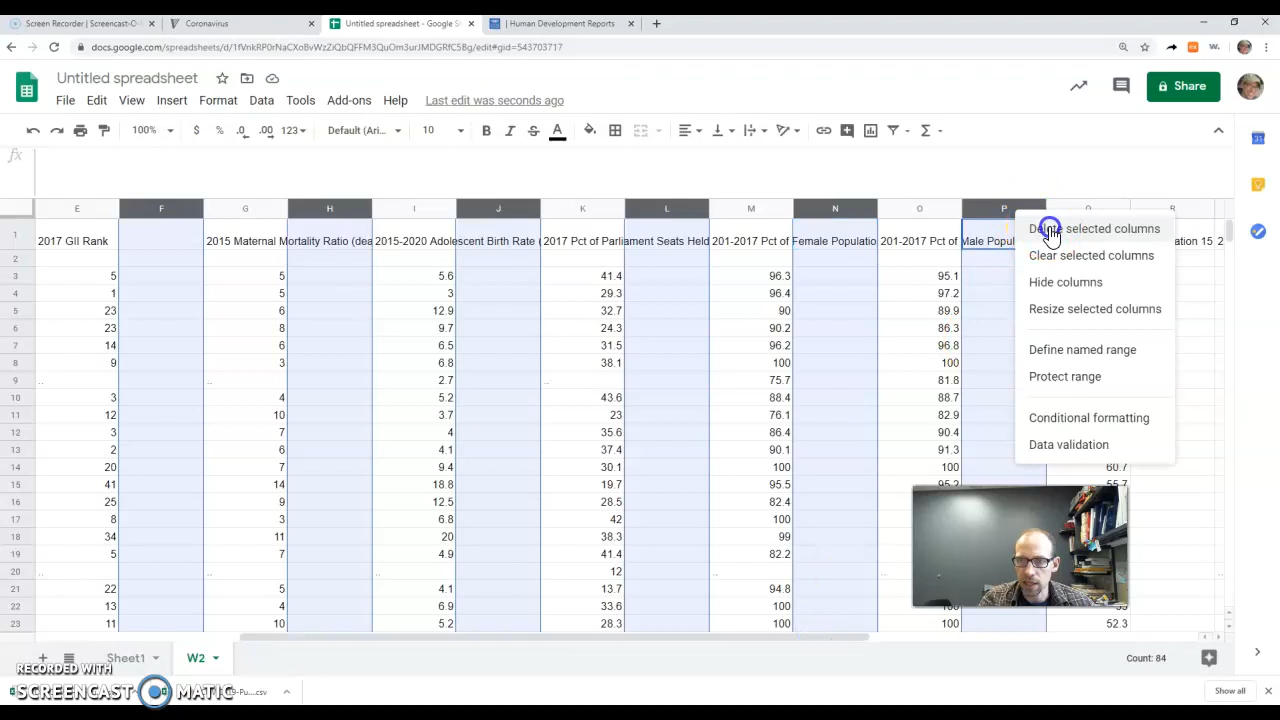 Screen Recorder | Screencast-O-
Coronavirus
Untitled spreadsheet - Google S
| Human Development Reports
docs.google.com/spreadsheets/d/1fVnkRP0rNaCXoBvWzZiQbQFFM3QuOm3urJMDGRfC5Bg/edit#gid=543703717
Untitled spreadsheet
File Edit View Insert Format Data Tools Add-ons Help Last edit was seconds ago
Share
100% $ % .0 .00 123 Default (Ari... 10 B I S A
fx
E F G H I J K L M N O P Q R
1 2017 GII Rank 2015 Maternal Mortality Ratio (dea 2015-2020 Adolescent Birth Rate ( 2017 Pct of Parliament Seats Held 201-2017 Pct of Female Populatio 201-2017 Pct of Male Popul ation 15 2
2
3 5 5 5.6 41.4 96.3 95.1
4 1 5 3 29.3 96.4 97.2
5 23 6 12.9 32.7 90 89.9
6 23 8 9.7 24.3 90.2 86.3
7 14 6 6.5 31.5 96.2 96.8
8 9 3 6.8 38.1 100 100
9 .. .. 2.7 .. 75.7 81.8
10 3 4 5.2 43.6 88.4 88.7
11 12 10 3.7 23 76.1 82.9
12 3 7 4 35.6 86.4 90.4
13 2 6 4.1 37.4 90.1 91.3
14 20 7 9.4 30.1 100 100 60.7
15 41 14 18.8 19.7 95.5 95.2 55.7
16 25 9 12.5 28.5 82.4
17 8 3 6.8 42 100
18 34 11 20 38.3 99
19 5 7 4.9 41.4 82.2
20 .. .. .. 12 .. .. ..
21 22 5 4.1 13.7 94.8
22 13 4 6.9 33.6 100 100 55
23 11 10 5.2 28.3 100 100 52.3
Delete selected columns
Clear selected columns
Hide columns
Resize selected columns
Define named range
Protect range
Conditional formatting
Data validation
Sheet1 W2 Count: 84
RECORDED WITH
SCREENCAST MATIC
9-Pu....csv
Show all